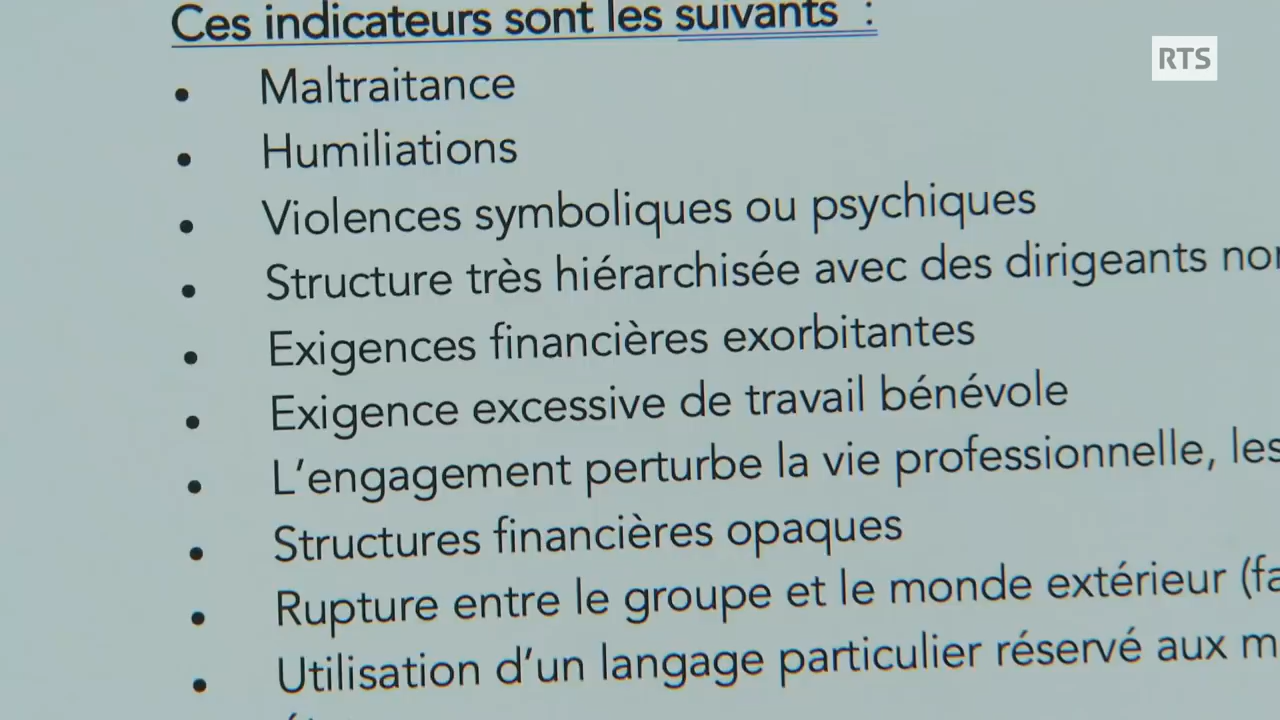 Ces indicateurs sont les suivants :
RTS
• Maltraitance
• Humiliations
• Violences symboliques ou psychiques
• Structure très hiérarchisée avec des dirigeants
• Exigences financières exorbitantes
• Exigence excessive de travail bénévole
• L'engagement perturbe la vie professionnelle, les
• Structures financières opaques
• Rupture entre le groupe et le monde extérieur (fa
• Utilisation d'un langage particulier réservé aux m